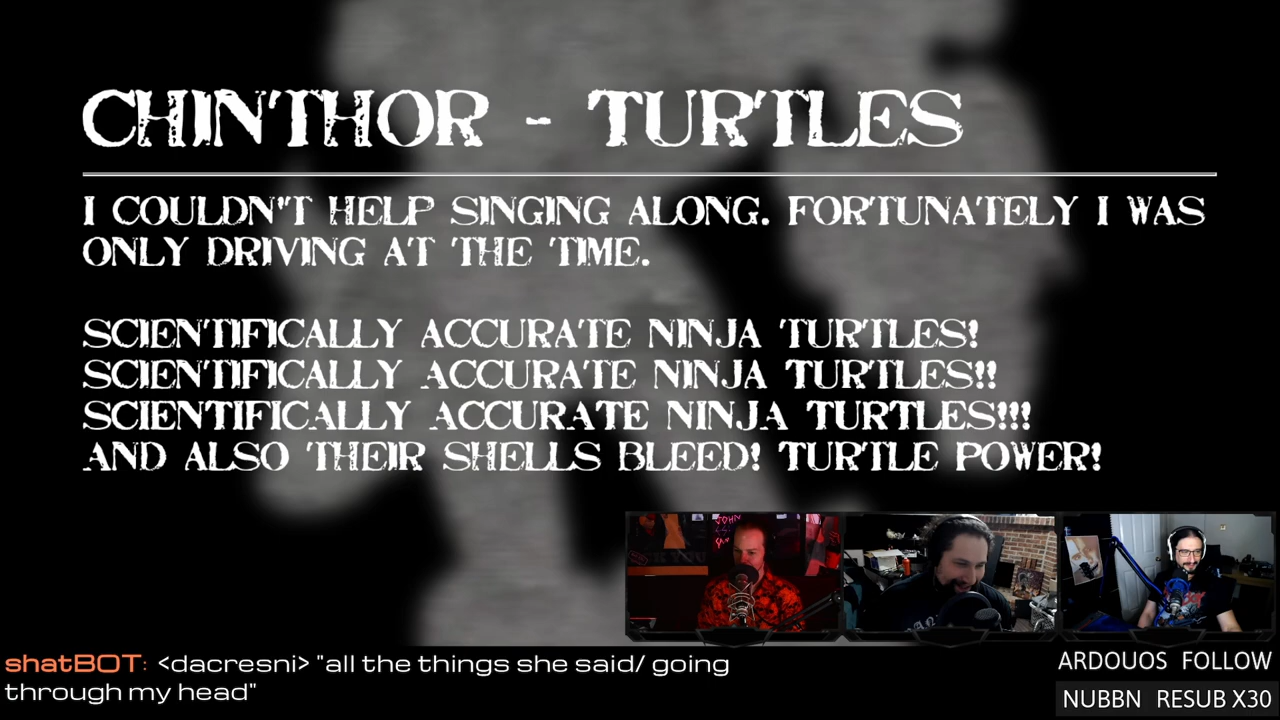 CHINTHOR - TURTLES
I COULDN'T HELP SINGING ALONG. FORTUNATELY I WAS
ONLY DRIVING AT THE TIME.
SCIENTIFICALLY ACCURATE NINJA TURTLES!
SCIENTIFICALLY ACCURATE NINJA TURTLES!!
SCIENTIFICALLY ACCURATE NINJA TURTLES!!!
AND ALSO THEIR SHELLS BLEED! TURTLE POWER!
JOHN
shatBOT: <dacresni> "all the things she said/ going
through my head"
ARDOUOS FOLLOW
NUBBN RESUB X30